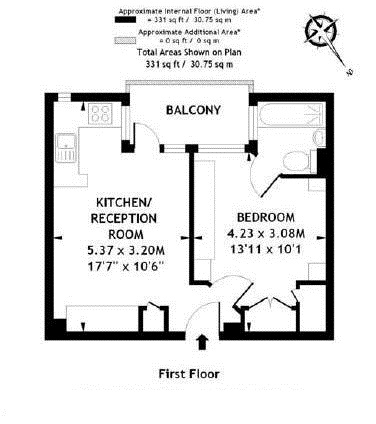 Approximate Internal Floor (Living) Area*
= 331 sq ft / 30.75 sq m
Approximate Additional Area*
= 0 sq ft / 0 sq m
Total Areas Shown on Plan
331 sq ft / 30.75 sq m
N
BALCONY
KITCHEN/
RECEPTION
ROOM
5.37 x 3.20M
17'7" x 10'6"
BEDROOM
4.23 x 3.08M
13'11 x 10'1
First Floor